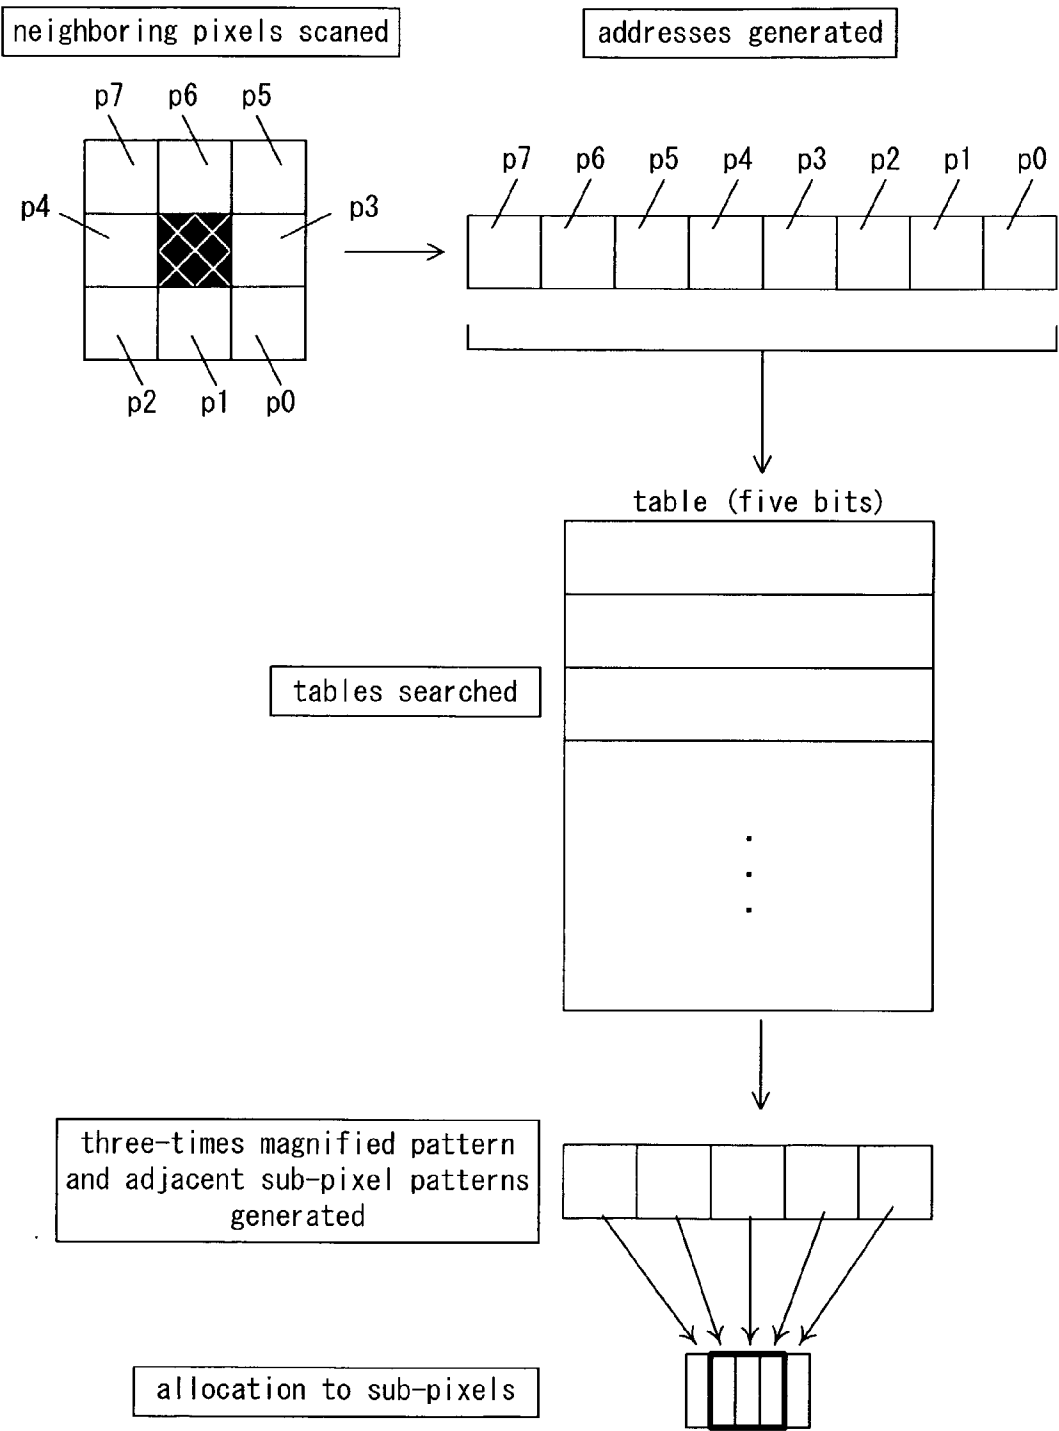 neighboring pixels scaned
addresses generated
p7 p6 p5
p4 p3
p2 p1 p0
p7 p6 p5 p4 p3 p2 p1 p0
table (five bits)
tables searched
three-times magnified pattern
and adjacent sub-pixel patterns
generated
allocation to sub-pixels